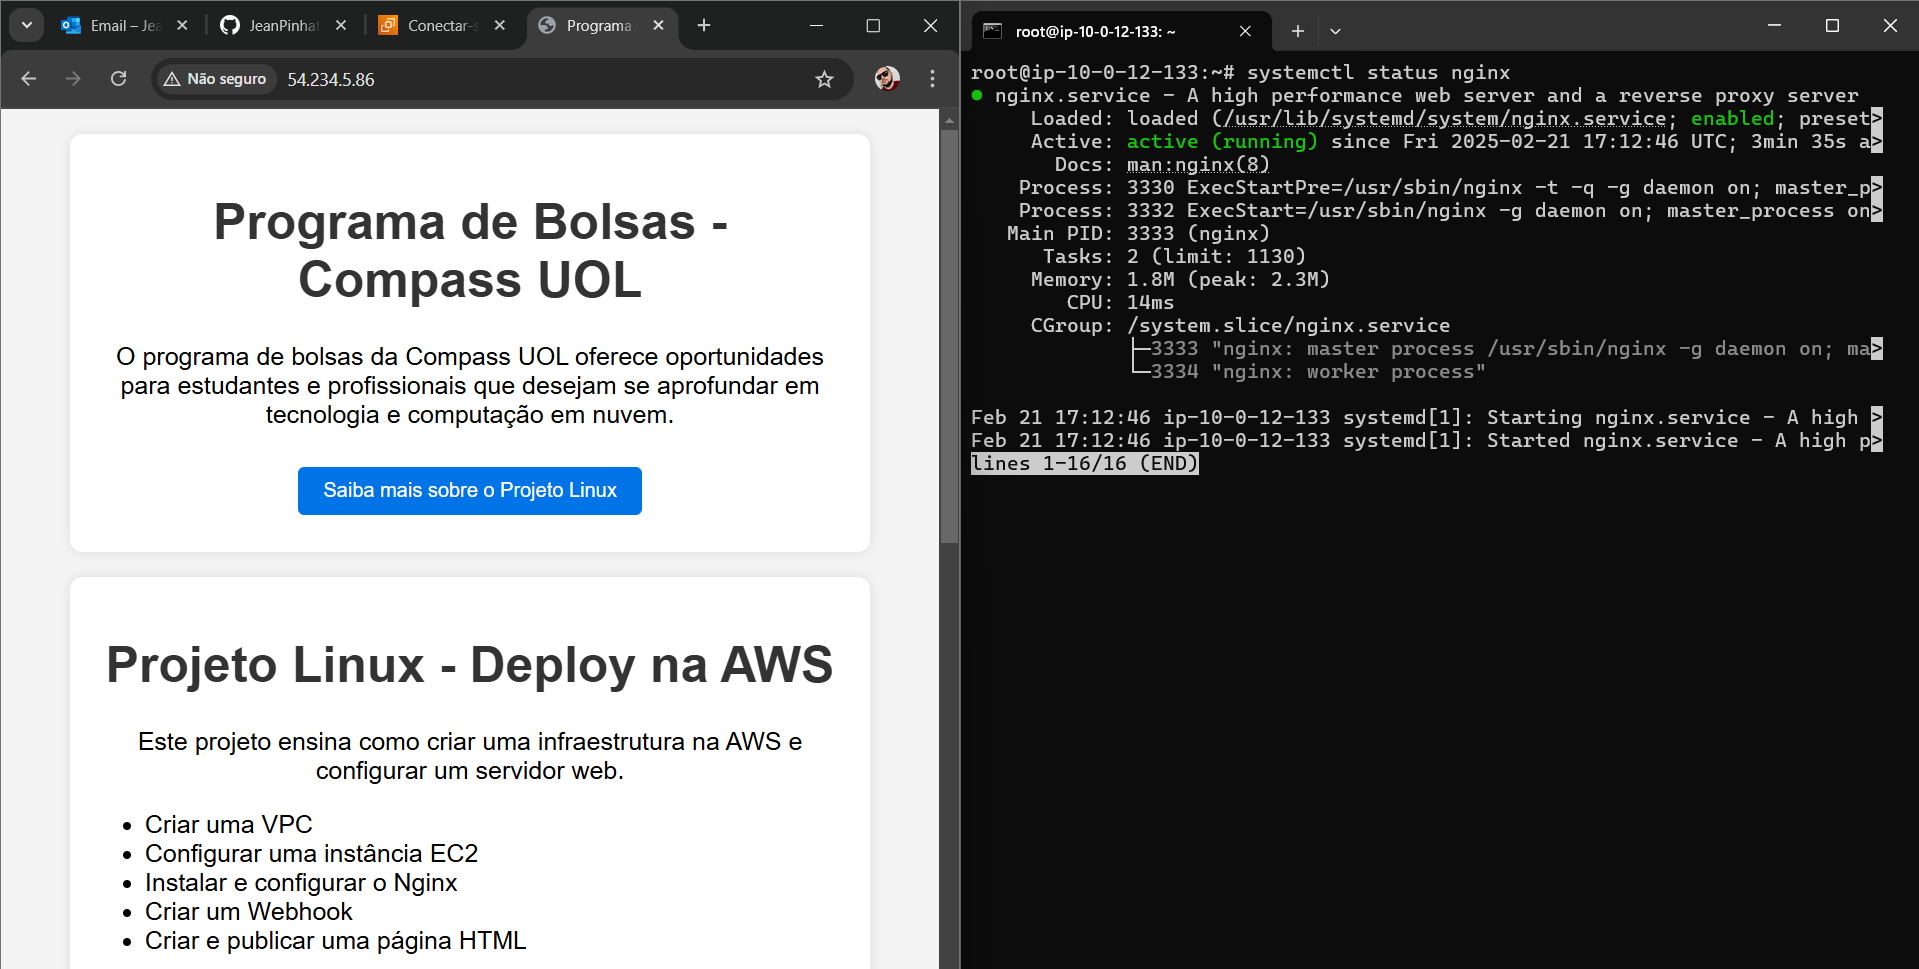 Email – Jea
JeanPinha
Conectar-s
Programa
Não seguro
54.234.5.86
Programa de Bolsas -
Compass UOL
O programa de bolsas da Compass UOL oferece oportunidades
para estudantes e profissionais que desejam se aprofundar em
tecnologia e computação em nuvem.
Saiba mais sobre o Projeto Linux
Projeto Linux - Deploy na AWS
Este projeto ensina como criar uma infraestrutura na AWS e
configurar um servidor web.
• Criar uma VPC
• Configurar uma instância EC2
• Instalar e configurar o Nginx
• Criar um Webhook
• Criar e publicar uma página HTML
root@ip-10-0-12-133: ~
root@ip-10-0-12-133:~# systemctl status nginx
● nginx.service - A high performance web server and a reverse proxy server
Loaded: loaded (/usr/lib/systemd/system/nginx.service; enabled; preset>
Active: active (running) since Fri 2025-02-21 17:12:46 UTC; 3min 35s a>
Docs: man:nginx(8)
Process: 3330 ExecStartPre=/usr/sbin/nginx -t -q -g daemon on; master_p>
Process: 3332 ExecStart=/usr/sbin/nginx -g daemon on; master_process on>
Main PID: 3333 (nginx)
Tasks: 2 (limit: 1130)
Memory: 1.8M (peak: 2.3M)
CPU: 14ms
CGroup: /system.slice/nginx.service
├─3333 "nginx: master process /usr/sbin/nginx -g daemon on; ma>
└─3334 "nginx: worker process"
Feb 21 17:12:46 ip-10-0-12-133 systemd[1]: Starting nginx.service - A high >
Feb 21 17:12:46 ip-10-0-12-133 systemd[1]: Started nginx.service - A high p>
lines 1-16/16 (END)